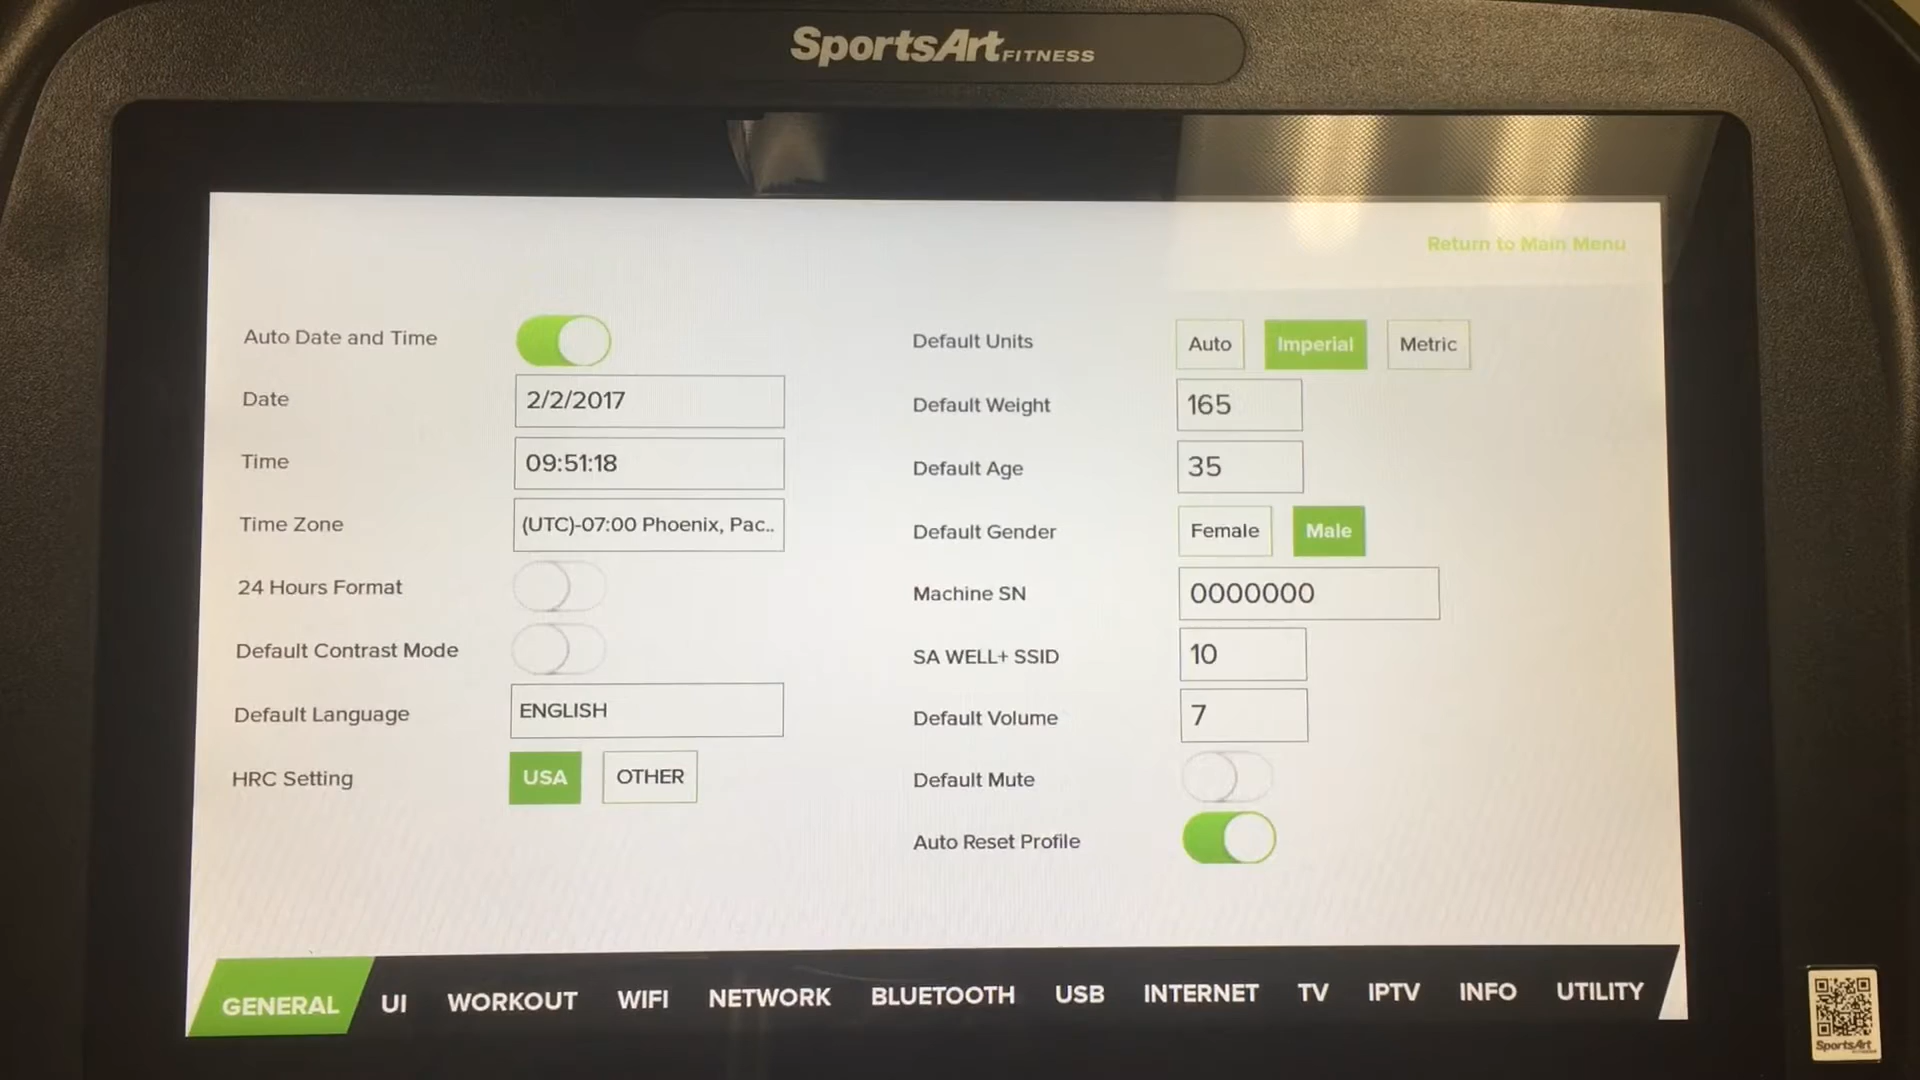 SportsArt FITNESS
Return to Main Menu
Auto Date and Time
Date 2/2/2017
Time 09:51:18
Time Zone (UTC)-07:00 Phoenix, Pac..
24 Hours Format
Default Contrast Mode
Default Language ENGLISH
HRC Setting USA OTHER
Default Units Auto Imperial Metric
Default Weight 165
Default Age 35
Default Gender Female Male
Machine SN 0000000
SA WELL+ SSID 10
Default Volume 7
Default Mute
Auto Reset Profile
GENERAL UI WORKOUT WIFI NETWORK BLUETOOTH USB INTERNET TV IPTV INFO UTILITY
SportsArt